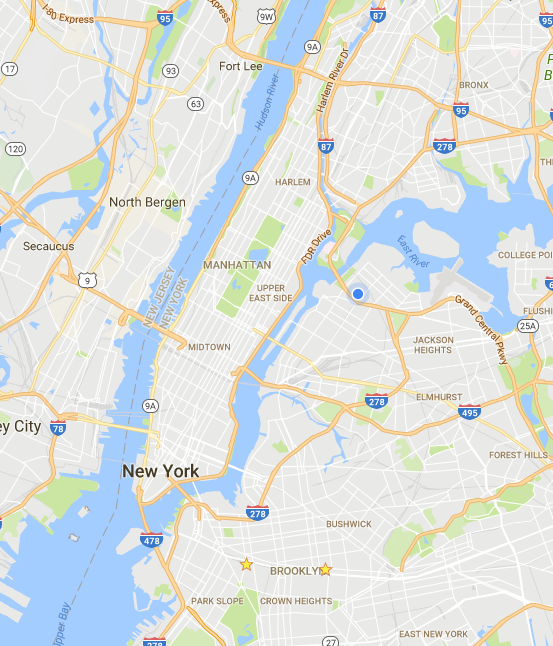 I-80 Express
95
Express
9W
87
95
17
93
Fort Lee
9A
Hudson River
Harlem River Dr
BRONX
63
95
120
87
278
9A
HARLEM
North Bergen
Secaucus
FDR Drive
East River
COLLEGE POI
MANHATTAN
9
NEW JERSEY
NEW YORK
UPPER
EAST SIDE
Grand Central Pkwy
FLUSHI
25A
MIDTOWN
JACKSON
HEIGHTS
9A
278
ELMHURST
495
ey City
78
FOREST HILLS
New York
278
BUSHWICK
478
BROOKLYN
PARK SLOPE
CROWN HEIGHTS
pper Bay
EAST NEW YORK
278
27